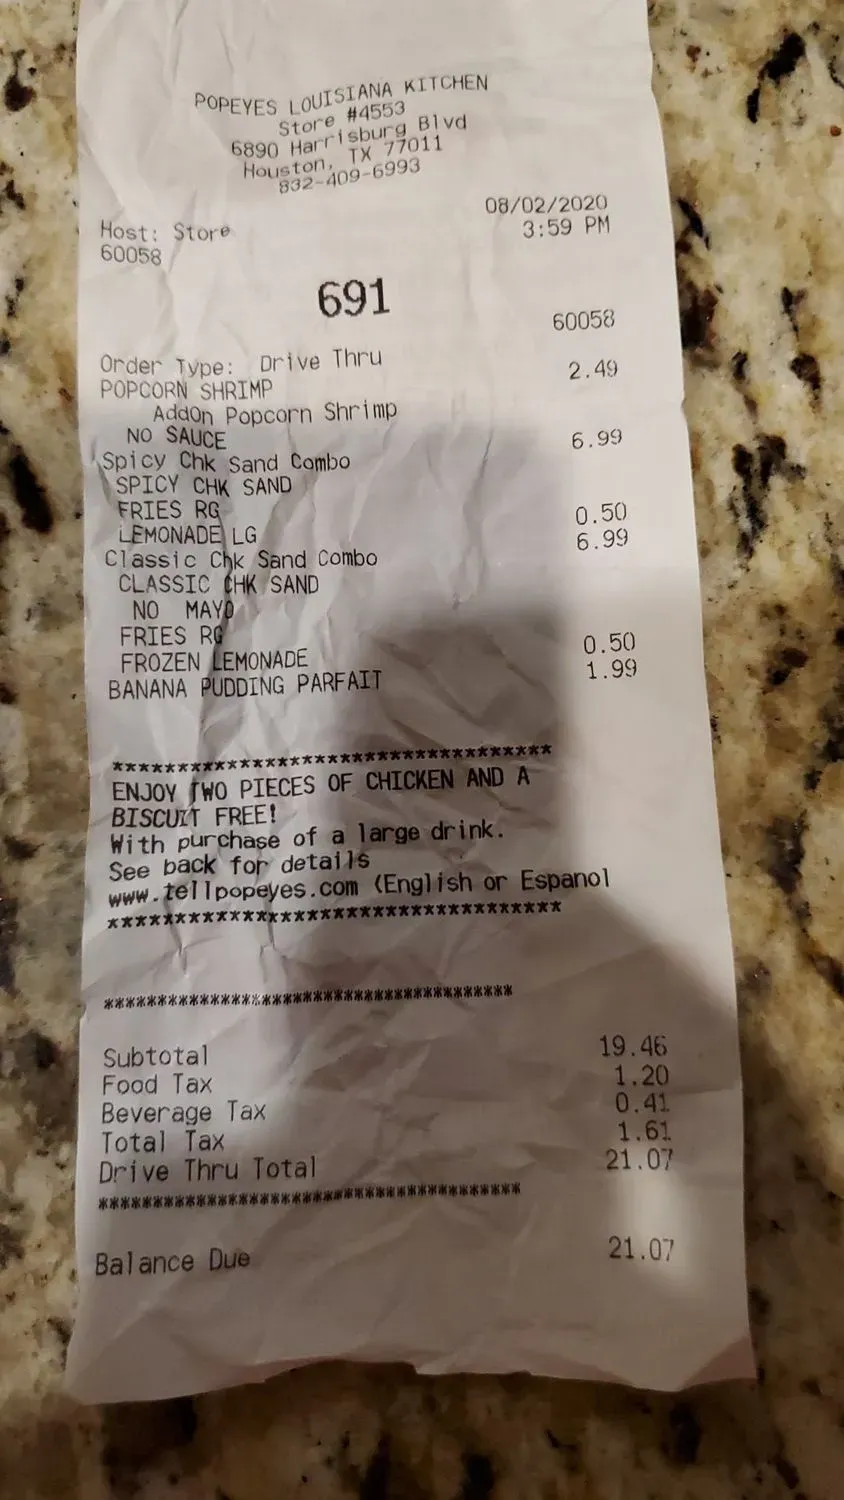 POPEYES LOUISIANA KITCHEN
Store #4553
6890 Harrisburg Blvd
Houston, TX 77011
832-409-6993
08/02/2020
Host: Store 3:59 PM
60058
691
60058
Order Type: Drive Thru
POPCORN SHRIMP 2.49
AddOn Popcorn Shrimp
NO SAUCE
Spicy Chk Sand Combo 6.99
SPICY CHK SAND
FRIES RG
LEMONADE LG 0.50
Classic Chk Sand Combo 6.99
CLASSIC CHK SAND
NO MAYO
FRIES RG
FROZEN LEMONADE 0.50
BANANA PUDDING PARFAIT 1.99
************************************
ENJOY TWO PIECES OF CHICKEN AND A
BISCUIT FREE!
With purchase of a large drink.
See back for details
www.tellpopeyes.com (English or Espanol
************************************
****************************************
Subtotal 19.46
Food Tax 1.20
Beverage Tax 0.41
Total Tax 1.61
Drive Thru Total 21.07
****************************************
Balance Due 21.07